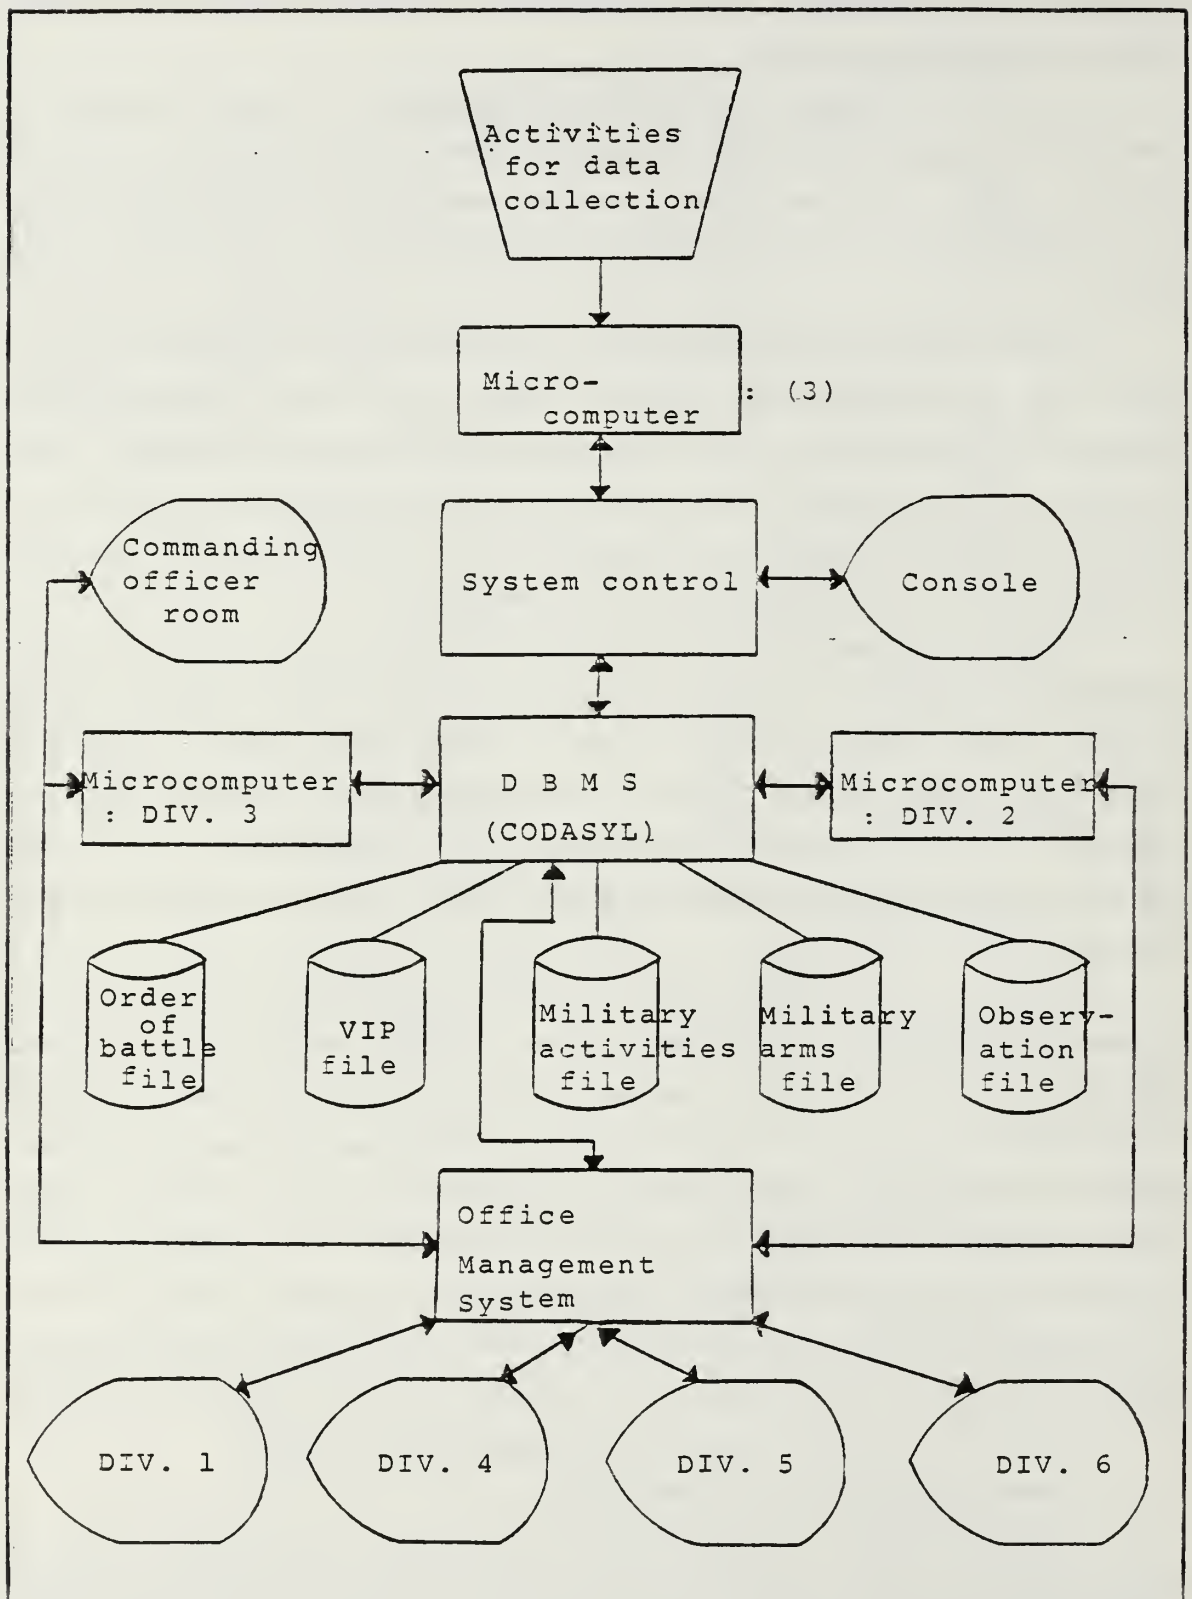 Activities
for data
collection
Micro-
computer
: (3)
Commanding
officer
room
System control
Console
Microcomputer
: DIV. 3
D B M S
(CODASYL)
Microcomputer
: DIV. 2
Order
of
battle
file
VIP
file
Military
activities
file
Military
arms
file
Observ-
ation
file
Office
Management
System
DIV. 1
DIV. 4
DIV. 5
DIV. 6